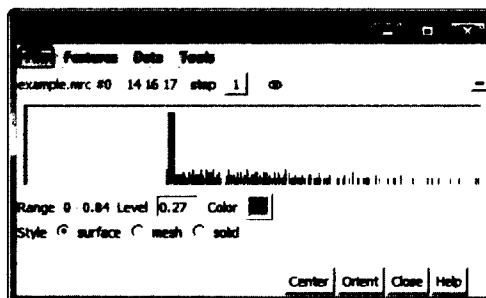 Features Data Tools
example.mrc #0 14 16 17 step 1
Range 0 - 0.84 Level 0.27 Color
Style surface mesh solid
Center Orient Close Help